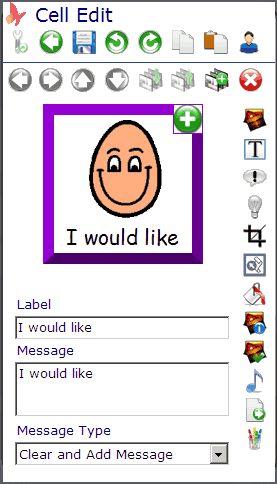 Cell Edit
I would like
Label
I would like
Message
I would like
Message Type
Clear and Add Message